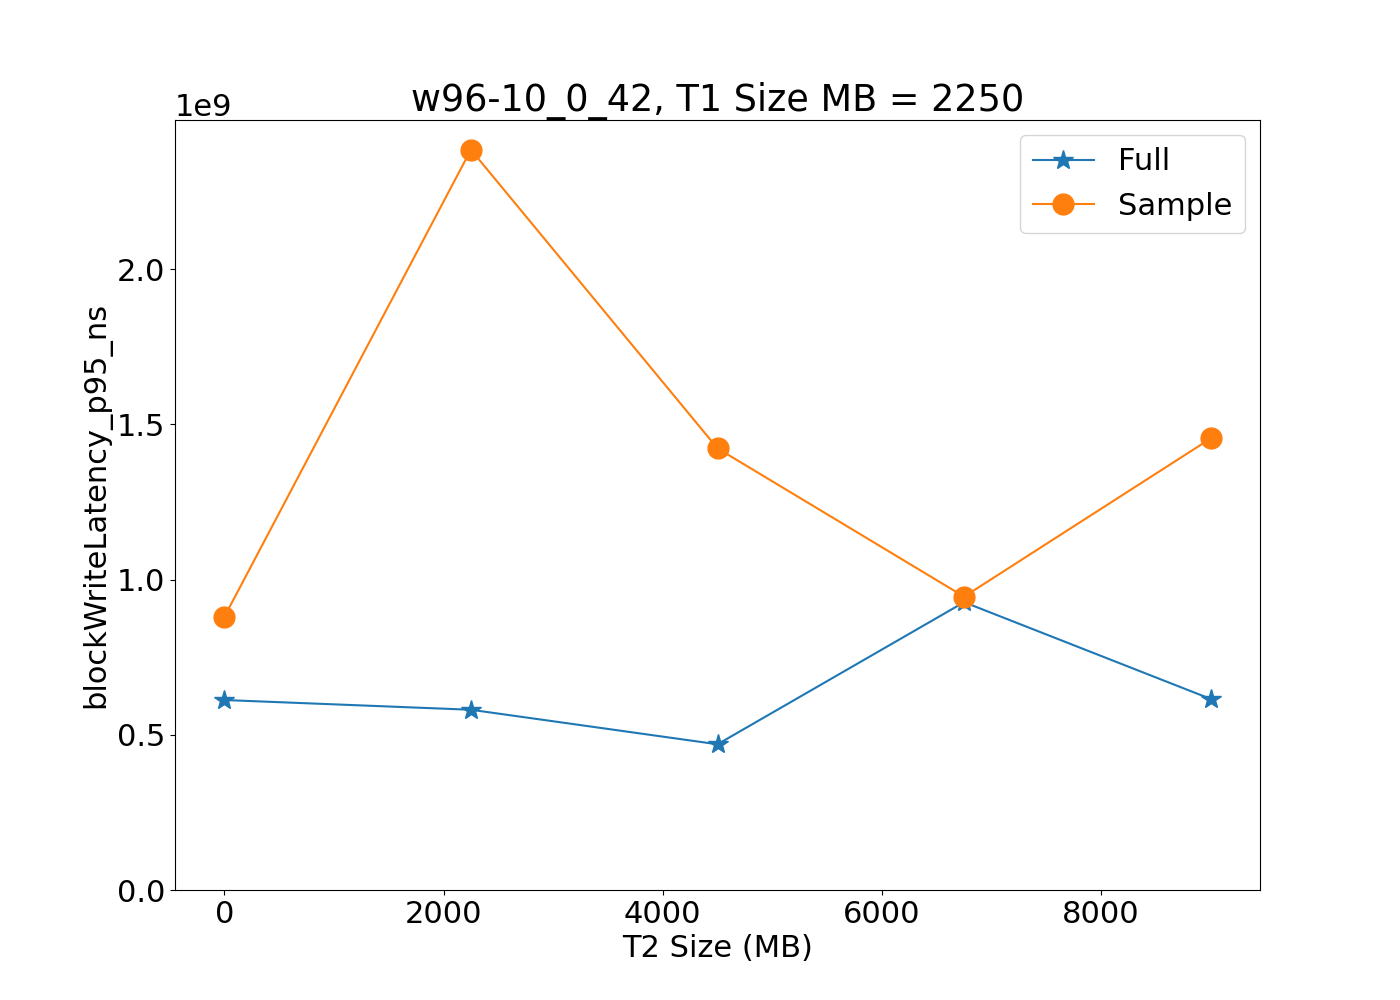 w96-10_0_42, T1 Size MB = 2250
1e9
Full
Sample
2.0
1.5
1.0
0.5
0.0
blockWriteLatency_p95_ns
0 2000 4000 6000 8000
T2 Size (MB)